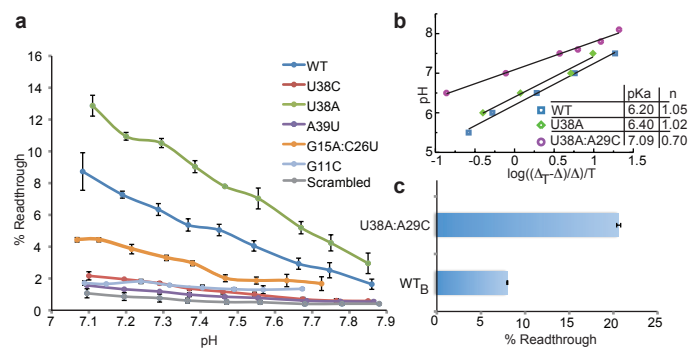 a
16
14
12
10
8
6
4
2
0
% Readthrough
7
7.1
7.2
7.3
7.4
7.5
7.6
7.7
7.8
7.9
pH
WT
U38C
U38A
A39U
G15A:C26U
G11C
Scrambled
b
8
7
6
5
pH
-1.0
-0.5
0.0
0.5
1.0
1.5
log((ΔT-Δ)/Δ)/T
pKa n
WT 6.20 1.05
U38A 6.40 1.02
U38A:A29C 7.09 0.70
c
U38A:A29C
WTB
0 5 10 15 20 25
% Readthrough